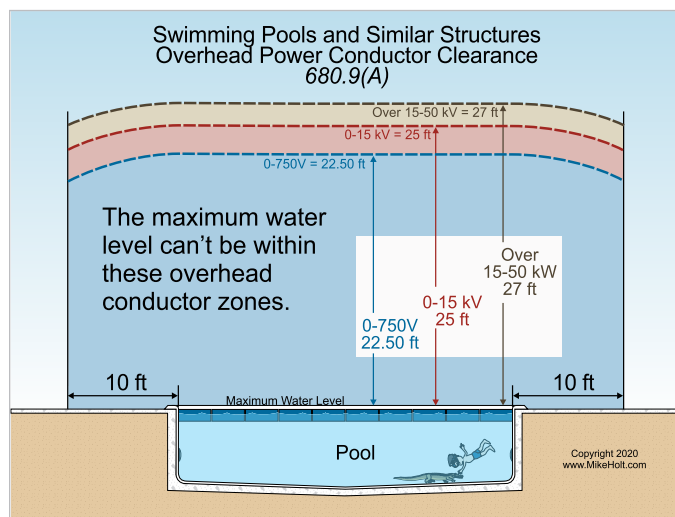 Swimming Pools and Similar Structures
Overhead Power Conductor Clearance
680.9(A)
Over 15-50 kV = 27 ft
0-15 kV = 25 ft
0-750V = 22.50 ft
The maximum water
level can't be within
these overhead
conductor zones.
Over
15-50 kW
27 ft
0-15 kV
25 ft
0-750V
22.50 ft
10 ft
10 ft
Maximum Water Level
Pool
Copyright 2020
www.MikeHolt.com